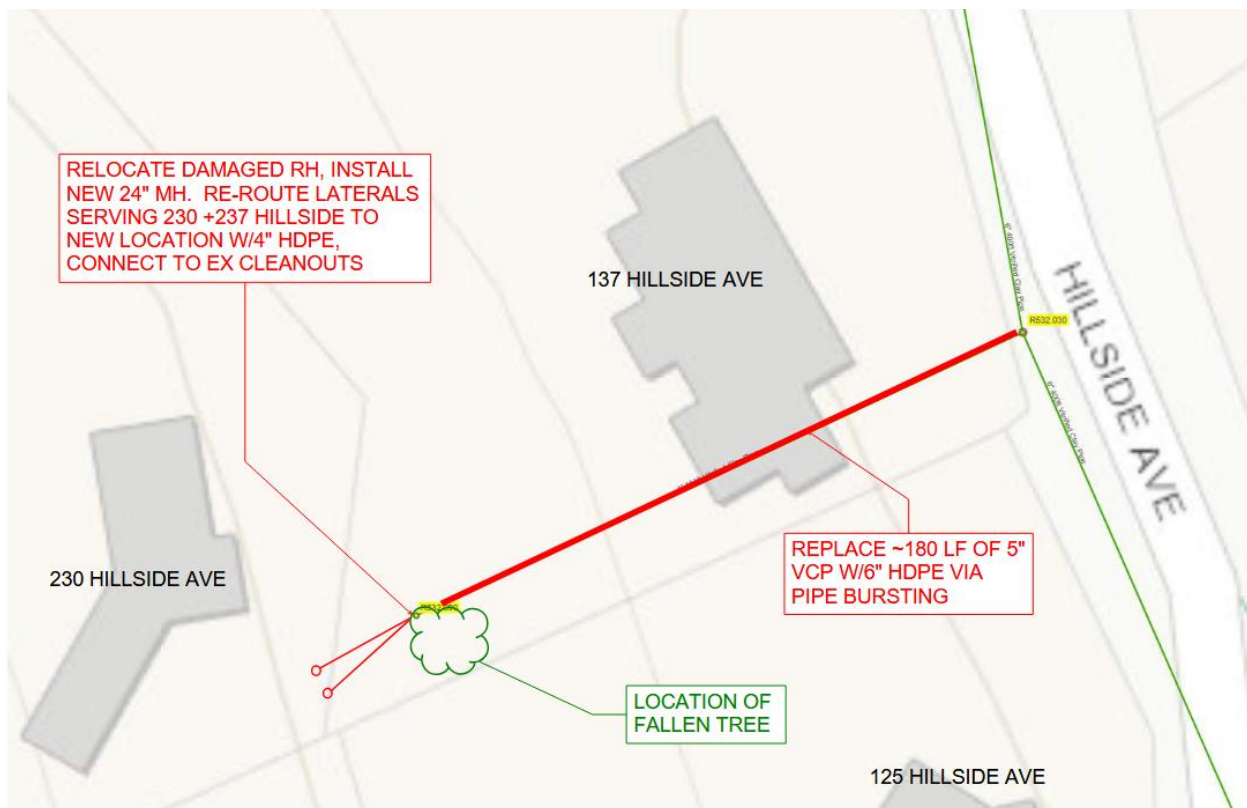 RELOCATE DAMAGED RH, INSTALL
NEW 24" MH. RE-ROUTE LATERALS
SERVING 230 +237 HILLSIDE TO
NEW LOCATION W/4" HDPE,
CONNECT TO EX CLEANOUTS
137 HILLSIDE AVE
R532.030
HILLSIDE AVE
230 HILLSIDE AVE
REPLACE ~180 LF OF 5"
VCP W/6" HDPE VIA
PIPE BURSTING
LOCATION OF
FALLEN TREE
125 HILLSIDE AVE